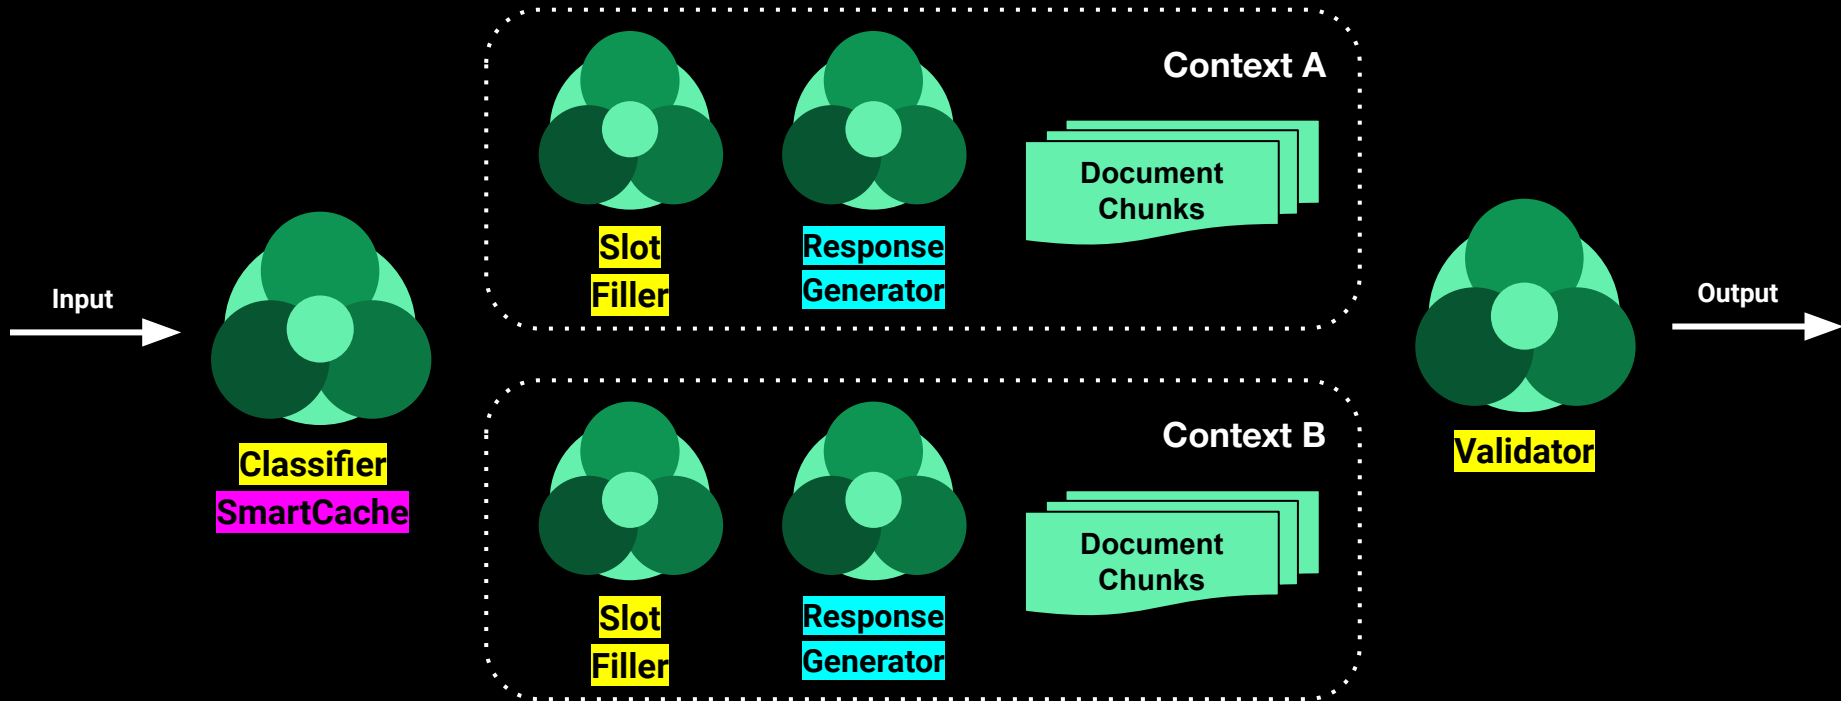 Input
Classifier
SmartCache
Context A
Slot
Filler
Response
Generator
Document
Chunks
Context B
Slot
Filler
Response
Generator
Document
Chunks
Validator
Output